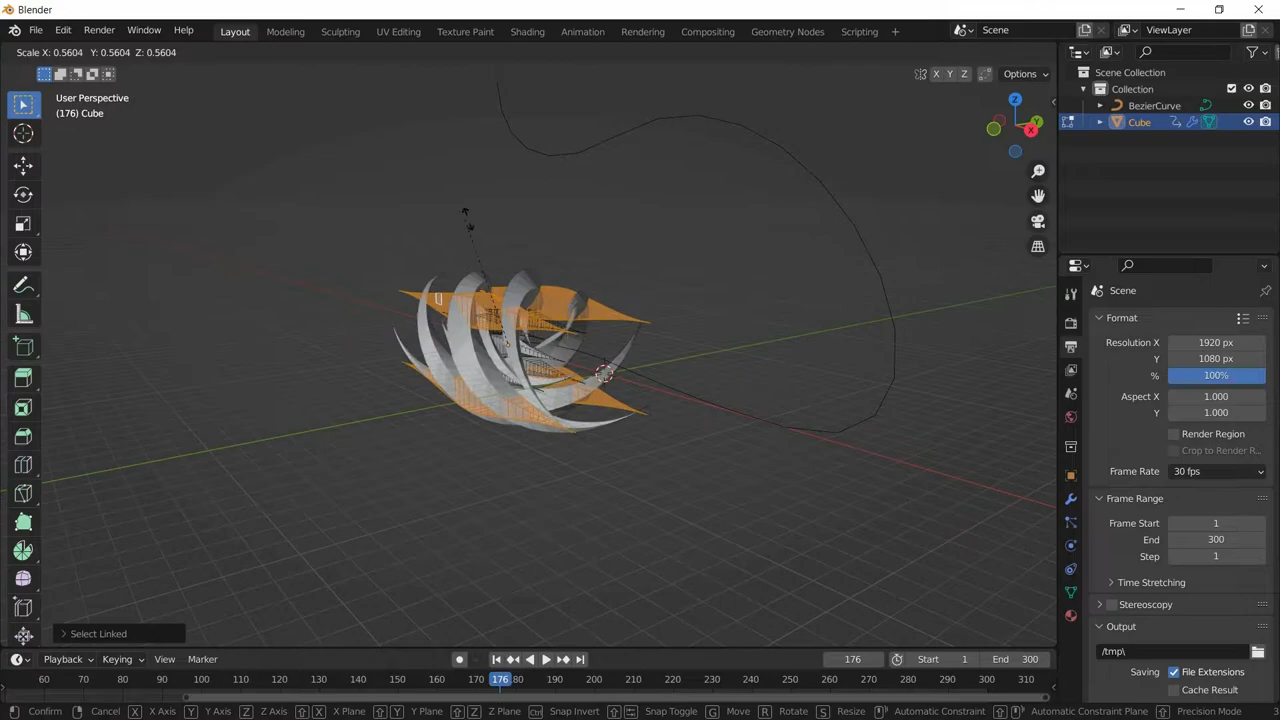 Blender
File Edit Render Window Help Layout Modeling Sculpting UV Editing Texture Paint Shading Animation Rendering Compositing Geometry Nodes Scripting + Scene ViewLayer
Scale X: 0.5604 Y: 0.5604 Z: 0.5604
X Y Z Options
User Perspective
(176) Cube
Z
Y
X
Scene Collection
Collection
BezierCurve
Cube
Scene
Format
Resolution X 1920 px
Y 1080 px
% 100%
Aspect X 1.000
Y 1.000
Render Region
Crop to Render R...
Frame Rate 30 fps
Frame Range
Frame Start 1
End 300
Step 1
Time Stretching
Stereoscopy
Output
/tmp\
Saving File Extensions
Cache Result
Select Linked
Playback Keying View Marker 176 Start 1 End 300
60 70 80 90 100 110 120 130 140 150 160 170 176 180 190 200 210 220 230 240 250 260 270 280 290 300 310
Confirm Cancel X X Axis Y Y Axis Z Z Axis X X Plane Y Y Plane Z Z Plane Ctrl Snap Invert Snap Toggle G Move R Rotate S Resize Automatic Constraint Automatic Constraint Plane Precision Mode